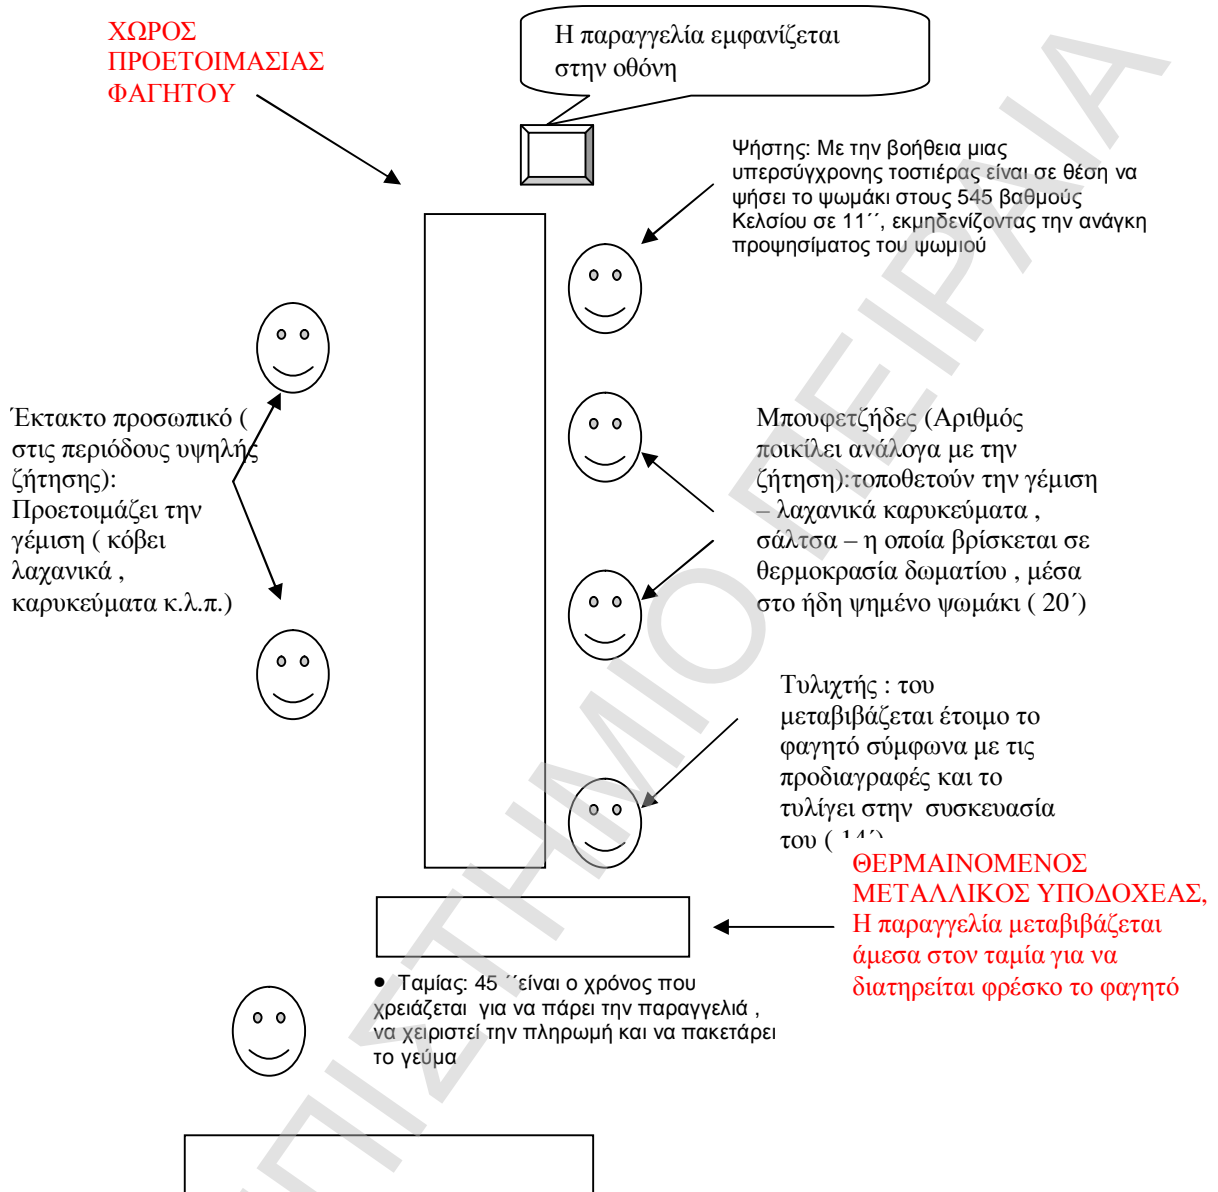 ΧΩΡΟΣ
ΠΡΟΕΤΟΙΜΑΣΙΑΣ
ΦΑΓΗΤΟΥ
Η παραγγελία εμφανίζεται
στην οθόνη
Ψήστης: Με την βοήθεια μιας
υπερσύγχρονης τοστιέρας είναι σε θέση να
ψήσει το ψωμάκι στους 545 βαθμούς
Κελσίου σε 11΄΄, εκμηδενίζοντας την ανάγκη
προψησίματος του ψωμιού
Έκτακτο προσωπικό (
στις περιόδους υψηλής
ζήτησης):
Προετοιμάζει την
γέμιση ( κόβει
λαχανικά ,
καρυκεύματα κ.λ.π.)
Μπουφετζήδες (Αριθμός
ποικίλει ανάλογα με την
ζήτηση):τοποθετούν την γέμιση
– λαχανικά καρυκεύματα ,
σάλτσα – η οποία βρίσκεται σε
θερμοκρασία δωματίου , μέσα
στο ήδη ψημένο ψωμάκι ( 20΄)
Τυλιχτής : του
μεταβιβάζεται έτοιμο το
φαγητό σύμφωνα με τις
προδιαγραφές και το
τυλίγει στην συσκευασία
του ( 14΄)
ΘΕΡΜΑΙΝΟΜΕΝΟΣ
ΜΕΤΑΛΛΙΚΟΣ ΥΠΟΔΟΧΕΑΣ,
Η παραγγελία μεταβιβάζεται
άμεσα στον ταμία για να
διατηρείται φρέσκο το φαγητό
• Ταμίας: 45 ΄΄είναι ο χρόνος που
χρειάζεται για να πάρει την παραγγελιά ,
να χειριστεί την πληρωμή και να πακετάρει
το γεύμα
ΠΙΣΤΗΜΙΟ ΠΕΙΡΑΙΑ